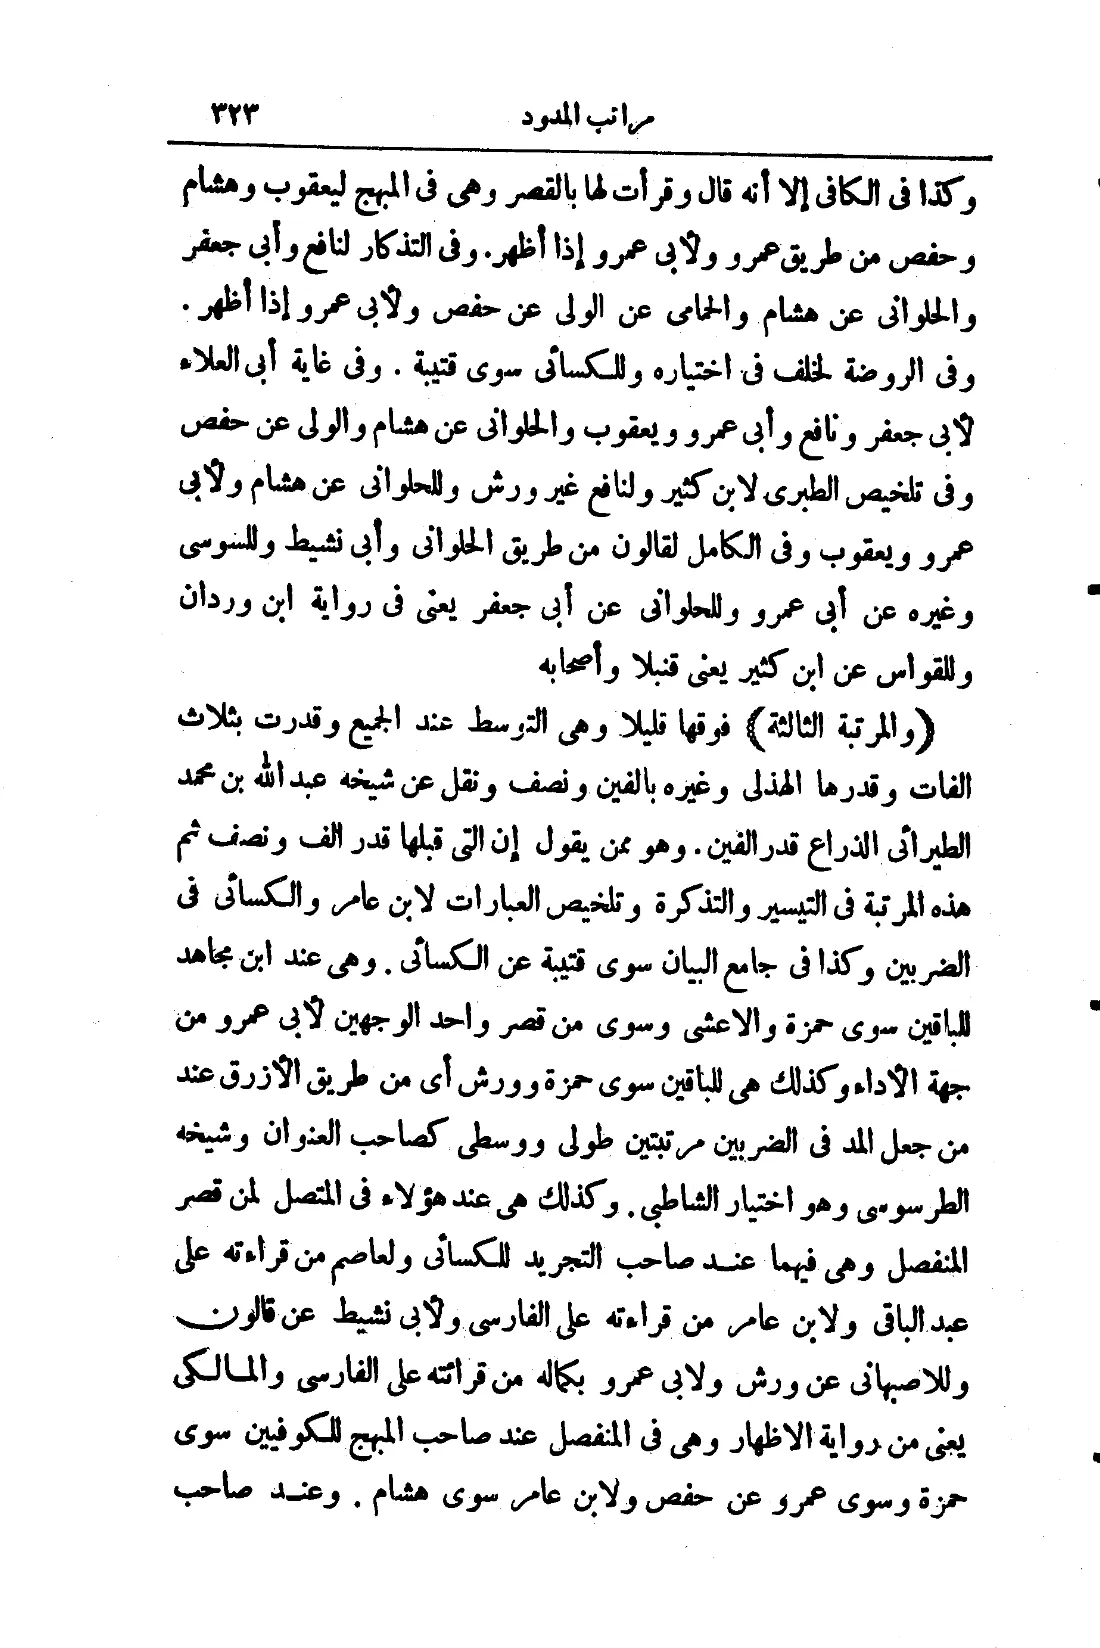 مراتب المدود ٣٢٣
وكذا فى الكافى إلا أنه قال وقرأت لها بالقصر وهى فى المبهج ليعقوب وهشام
وحفص من طريق عمرو ولأبى عمرو إذا أظهر. وفى التذكار لنافع وأبى جعفر
والحلوانى عن هشام والحمامى عن الولى عن حفص ولأبى عمرو إذا أظهر .
وفى الروضة لخلف فى اختياره وللكسائى سوى قتيبة . وفى غاية أبى العلاء
لأبى جعفر ونافع وأبى عمرو ويعقوب والحلوانى عن هشام والولى عن حفص
وفى تلخيص الطبرى لابن كثير ولنافع غير ورش وللحلوانى عن هشام ولأبى
عمرو ويعقوب وفى الكامل لقالون من طريق الحلوانى وأبى نشيط وللسوسى
وغيره عن أبى عمرو وللحلوانى عن أبى جعفر يعنى فى رواية ابن وردان
وللقواس عن ابن كثير يعنى قنبلا وأصحابه
(والمرتبة الثالثة) فوقها قليلا وهى التوسط عند الجميع وقدرت بثلاث
الفات وقدرها الهذلى وغيره بالفين ونصف ونقل عن شيخه عبد الله بن محمد
الطيرائى الذراع قدر الفين. وهو ممن يقول إن التى قبلها قدر الف ونصف ثم
هذه المرتبة فى التيسير والتذكرة وتلخيص العبارات لابن عامر والكسائى فى
الضربين وكذا فى جامع البيان سوى قتيبة عن الكسائى . وهى عند ابن مجاهد
للباقين سوى حمزة والاعشى وسوى من قصر واحد الوجهين لأبى عمرو من
جهة الأداء وكذلك هى للباقين سوى حمزة وورش أى من طريق الأزرق عند
من جعل المد فى الضربين مرتبتين طولى ووسطى كصاحب العنوان وشيخه
الطرسوسى وهو اختيار الشاطبى. وكذلك هى عند هؤلاء فى المتصل لمن قصر
المنفصل وهى فيهما عند صاحب التجريد للكسائى ولعاصم من قراءته على
عبد الباقى ولابن عامر من قراءته على الفارسى ولأبى نشيط عن قالون
وللاصبهانى عن ورش ولابى عمرو بكماله من قرائته على الفارسى والمالكى
يعنى من رواية الاظهار وهى فى المنفصل عند صاحب المبهج للكوفيين سوى
حمزة وسوى عمرو عن حفص ولابن عامر سوى هشام . وعند صاحب